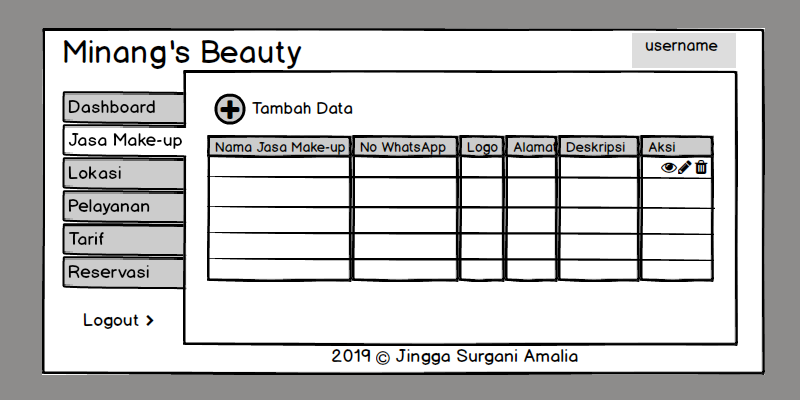 Minang's Beauty
username
Dashboard
Jasa Make-up
Lokasi
Pelayanan
Tarif
Reservasi
Logout
Tambah Data
Nama Jasa Make-up No WhatsApp Logo Alamat Deskripsi Aksi
2019 © Jingga Surgani Amalia